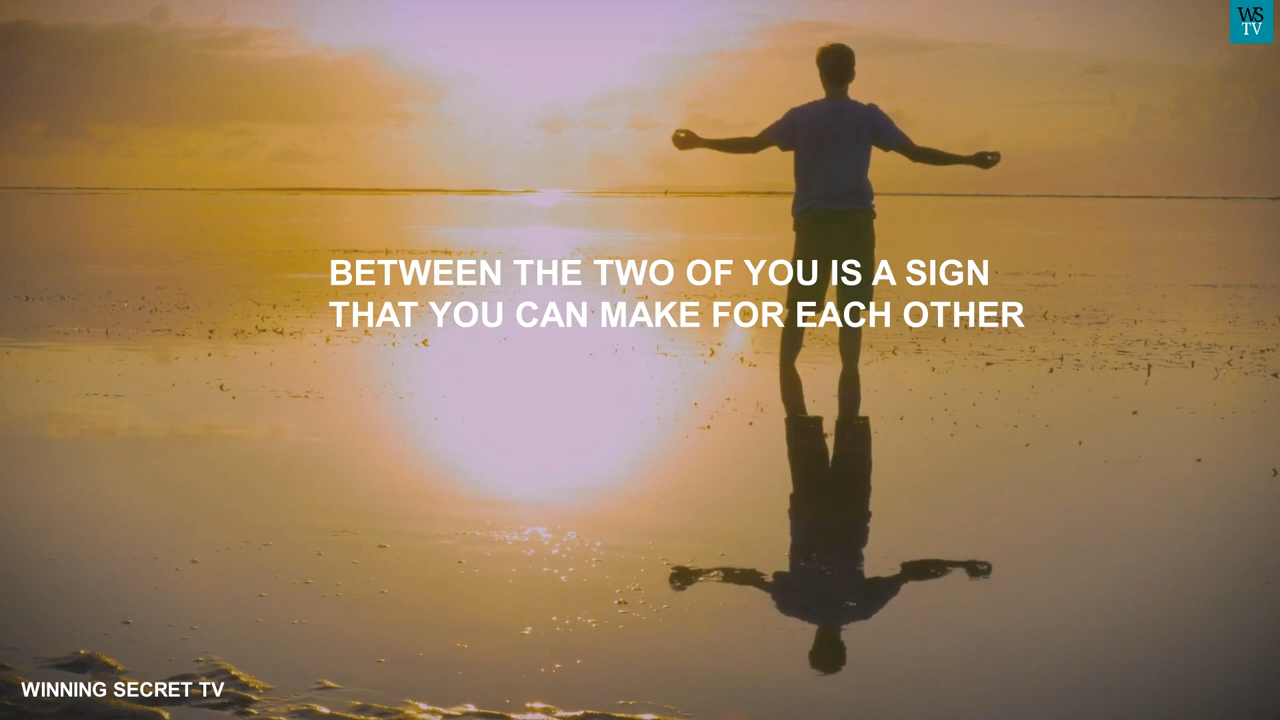 WS
TV
BETWEEN THE TWO OF YOU IS A SIGN
THAT YOU CAN MAKE FOR EACH OTHER
WINNING SECRET TV